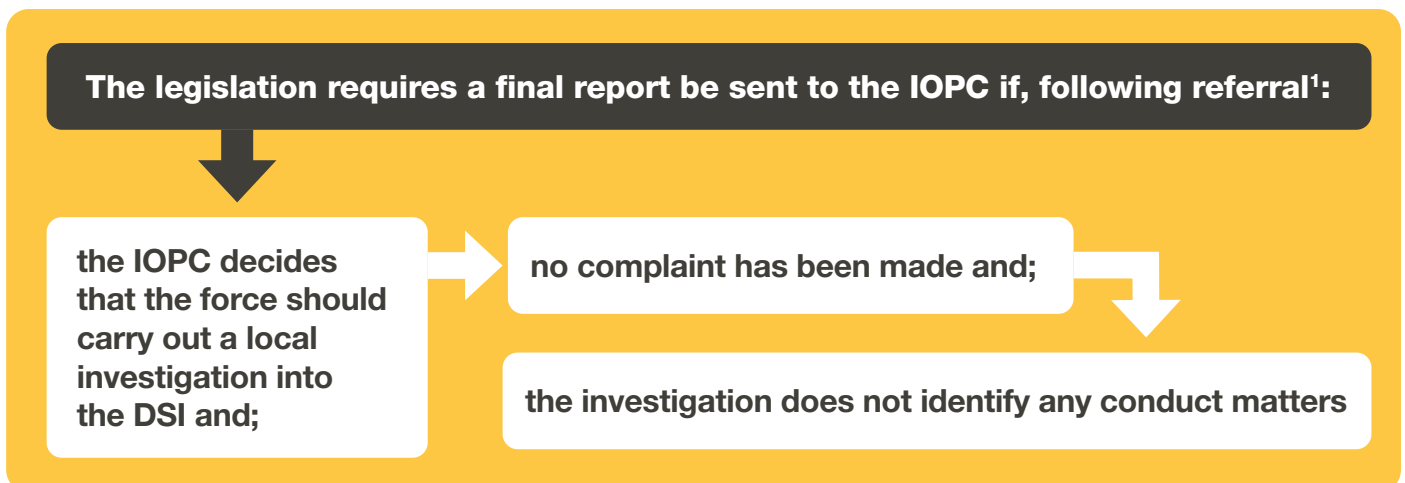 The legislation requires a final report be sent to the IOPC if, following referral¹:
the IOPC decides
that the force should
carry out a local
investigation into
the DSI and;
no complaint has been made and;
the investigation does not identify any conduct matters